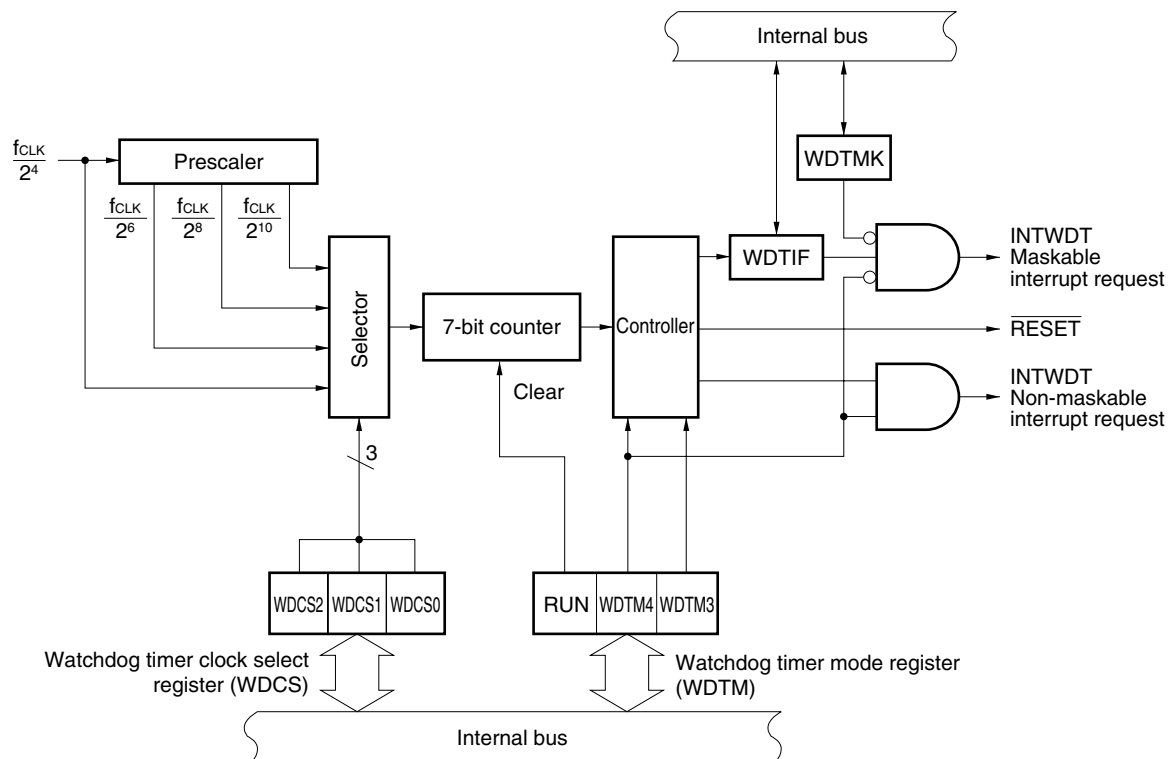 Internal bus
fCLK
2⁴
Prescaler
WDTMK
fCLK
2⁶
fCLK
2⁸
fCLK
2¹⁰
WDTIF
INTWDT
Maskable
interrupt request
Selector
7-bit counter
Controller
RESET
Clear
INTWDT
Non-maskable
interrupt request
3
WDCS2
WDCS1
WDCS0
RUN
WDTM4
WDTM3
Watchdog timer clock select
register (WDCS)
Watchdog timer mode register
(WDTM)
Internal bus